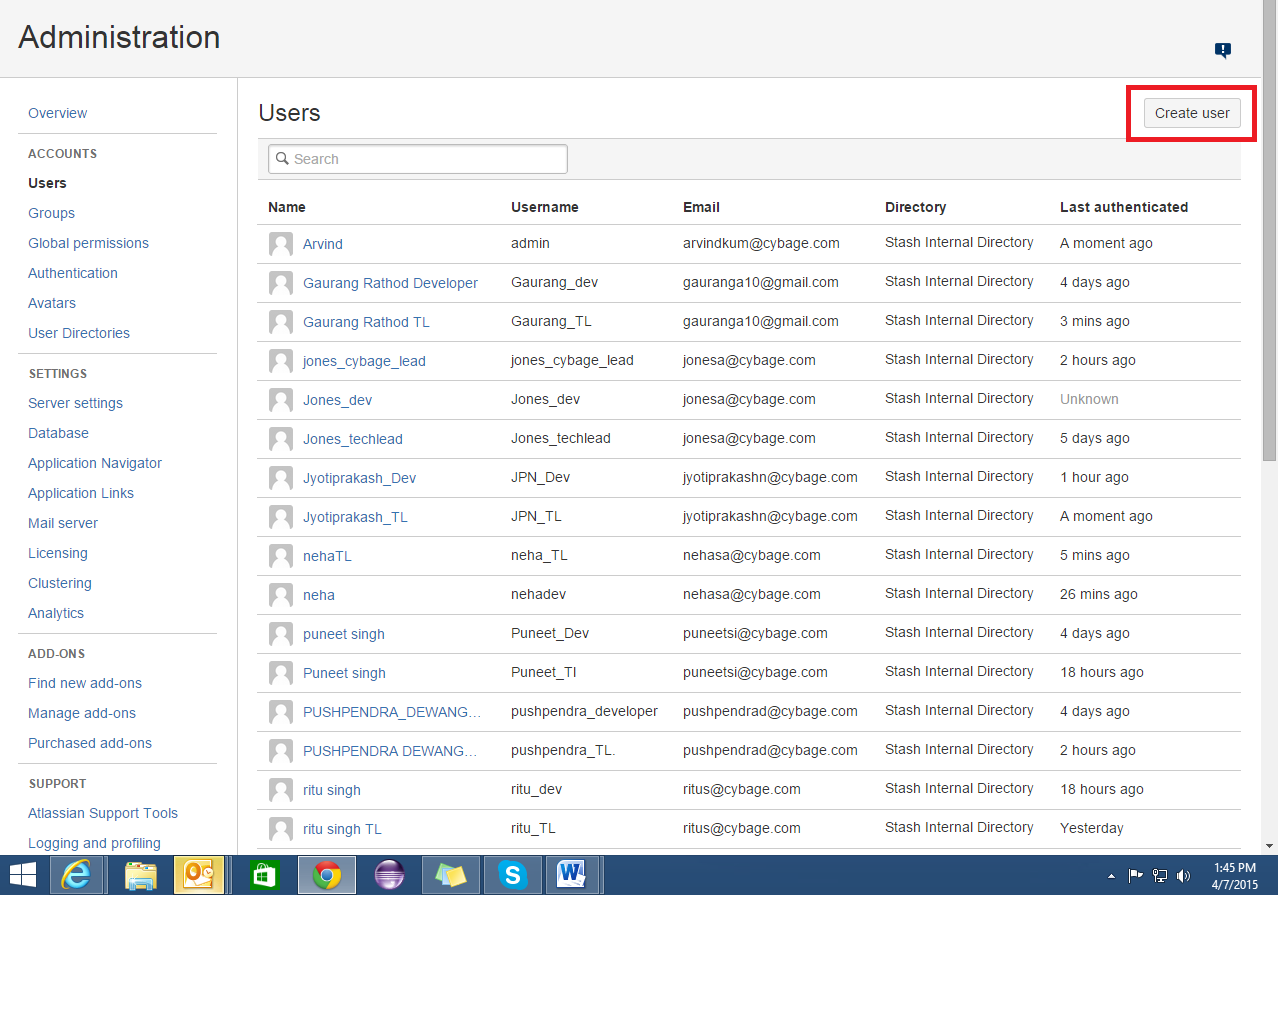 Administration
Overview
ACCOUNTS
Users
Groups
Global permissions
Authentication
Avatars
User Directories
SETTINGS
Server settings
Database
Application Navigator
Application Links
Mail server
Licensing
Clustering
Analytics
ADD-ONS
Find new add-ons
Manage add-ons
Purchased add-ons
SUPPORT
Atlassian Support Tools
Logging and profiling
Users
Create user
Search
Name Username Email Directory Last authenticated
Arvind admin arvindkum@cybage.com Stash Internal Directory A moment ago
Gaurang Rathod Developer Gaurang_dev gauranga10@gmail.com Stash Internal Directory 4 days ago
Gaurang Rathod TL Gaurang_TL gauranga10@gmail.com Stash Internal Directory 3 mins ago
jones_cybage_lead jones_cybage_lead jonesa@cybage.com Stash Internal Directory 2 hours ago
Jones_dev Jones_dev jonesa@cybage.com Stash Internal Directory Unknown
Jones_techlead Jones_techlead jonesa@cybage.com Stash Internal Directory 5 days ago
Jyotiprakash_Dev JPN_Dev jyotiprakashn@cybage.com Stash Internal Directory 1 hour ago
Jyotiprakash_TL JPN_TL jyotiprakashn@cybage.com Stash Internal Directory A moment ago
nehaTL neha_TL nehasa@cybage.com Stash Internal Directory 5 mins ago
neha nehadev nehasa@cybage.com Stash Internal Directory 26 mins ago
puneet singh Puneet_Dev puneetsi@cybage.com Stash Internal Directory 4 days ago
Puneet singh Puneet_Tl puneetsi@cybage.com Stash Internal Directory 18 hours ago
PUSHPENDRA_DEWANG... pushpendra_developer pushpendrad@cybage.com Stash Internal Directory 4 days ago
PUSHPENDRA DEWANG... pushpendra_TL. pushpendrad@cybage.com Stash Internal Directory 2 hours ago
ritu singh ritu_dev ritus@cybage.com Stash Internal Directory 18 hours ago
ritu singh TL ritu_TL ritus@cybage.com Stash Internal Directory Yesterday
1:45 PM
4/7/2015